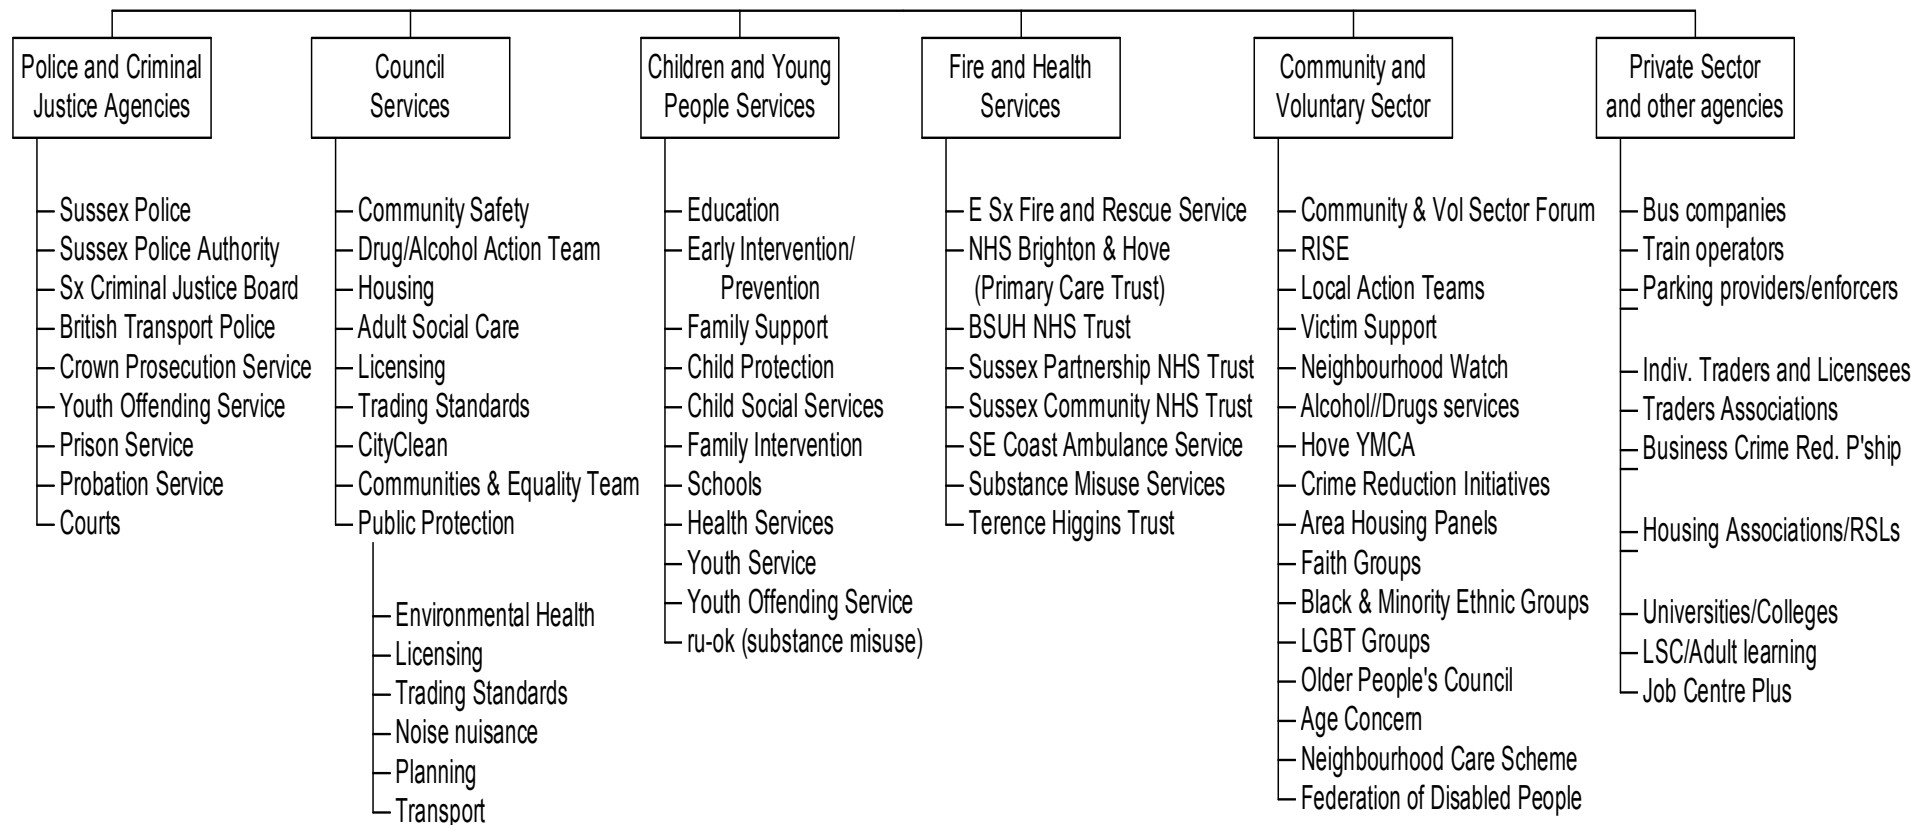 Police and Criminal
Justice Agencies
Sussex Police
Sussex Police Authority
Sx Criminal Justice Board
British Transport Police
Crown Prosecution Service
Youth Offending Service
Prison Service
Probation Service
Courts
Council
Services
Community Safety
Drug/Alcohol Action Team
Housing
Adult Social Care
Licensing
Trading Standards
CityClean
Communities & Equality Team
Public Protection
Environmental Health
Licensing
Trading Standards
Noise nuisance
Planning
Transport
Children and Young
People Services
Education
Early Intervention/
Prevention
Family Support
Child Protection
Child Social Services
Family Intervention
Schools
Health Services
Youth Service
Youth Offending Service
ru-ok (substance misuse)
Fire and Health
Services
E Sx Fire and Rescue Service
NHS Brighton & Hove
(Primary Care Trust)
BSUH NHS Trust
Sussex Partnership NHS Trust
Sussex Community NHS Trust
SE Coast Ambulance Service
Substance Misuse Services
Terence Higgins Trust
Community and
Voluntary Sector
Community & Vol Sector Forum
RISE
Local Action Teams
Victim Support
Neighbourhood Watch
Alcohol//Drugs services
Hove YMCA
Crime Reduction Initiatives
Area Housing Panels
Faith Groups
Black & Minority Ethnic Groups
LGBT Groups
Older People's Council
Age Concern
Neighbourhood Care Scheme
Federation of Disabled People
Private Sector
and other agencies
Bus companies
Train operators
Parking providers/enforcers
Indiv. Traders and Licensees
Traders Associations
Business Crime Red. P'ship
Housing Associations/RSLs
Universities/Colleges
LSC/Adult learning
Job Centre Plus